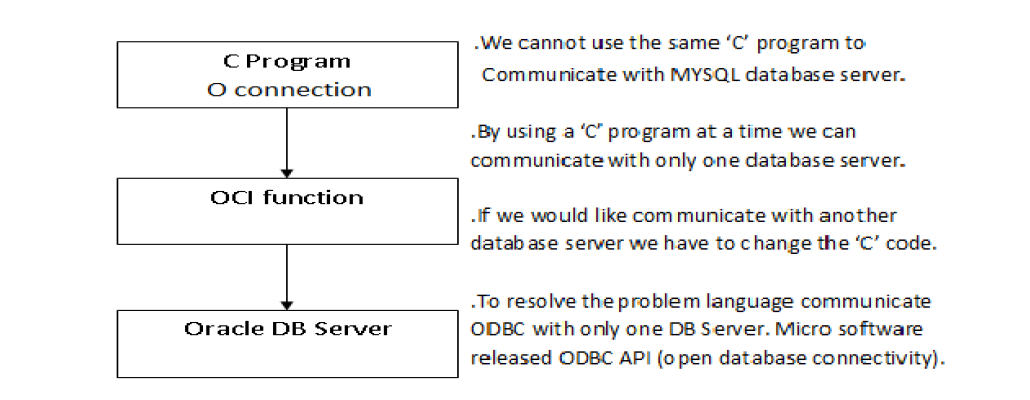 C Program
O connection
OCI function
Oracle DB Server
.We cannot use the same ‘C’ program to
Communicate with MYSQL database server.
.By using a ‘C’ program at a time we can
communicate with only one database server.
.If we would like communicate with another
database server we have to change the ‘C’ code.
.To resolve the problem language communicate
ODBC with only one DB Server. Micro software
released ODBC API (open database connectivity).